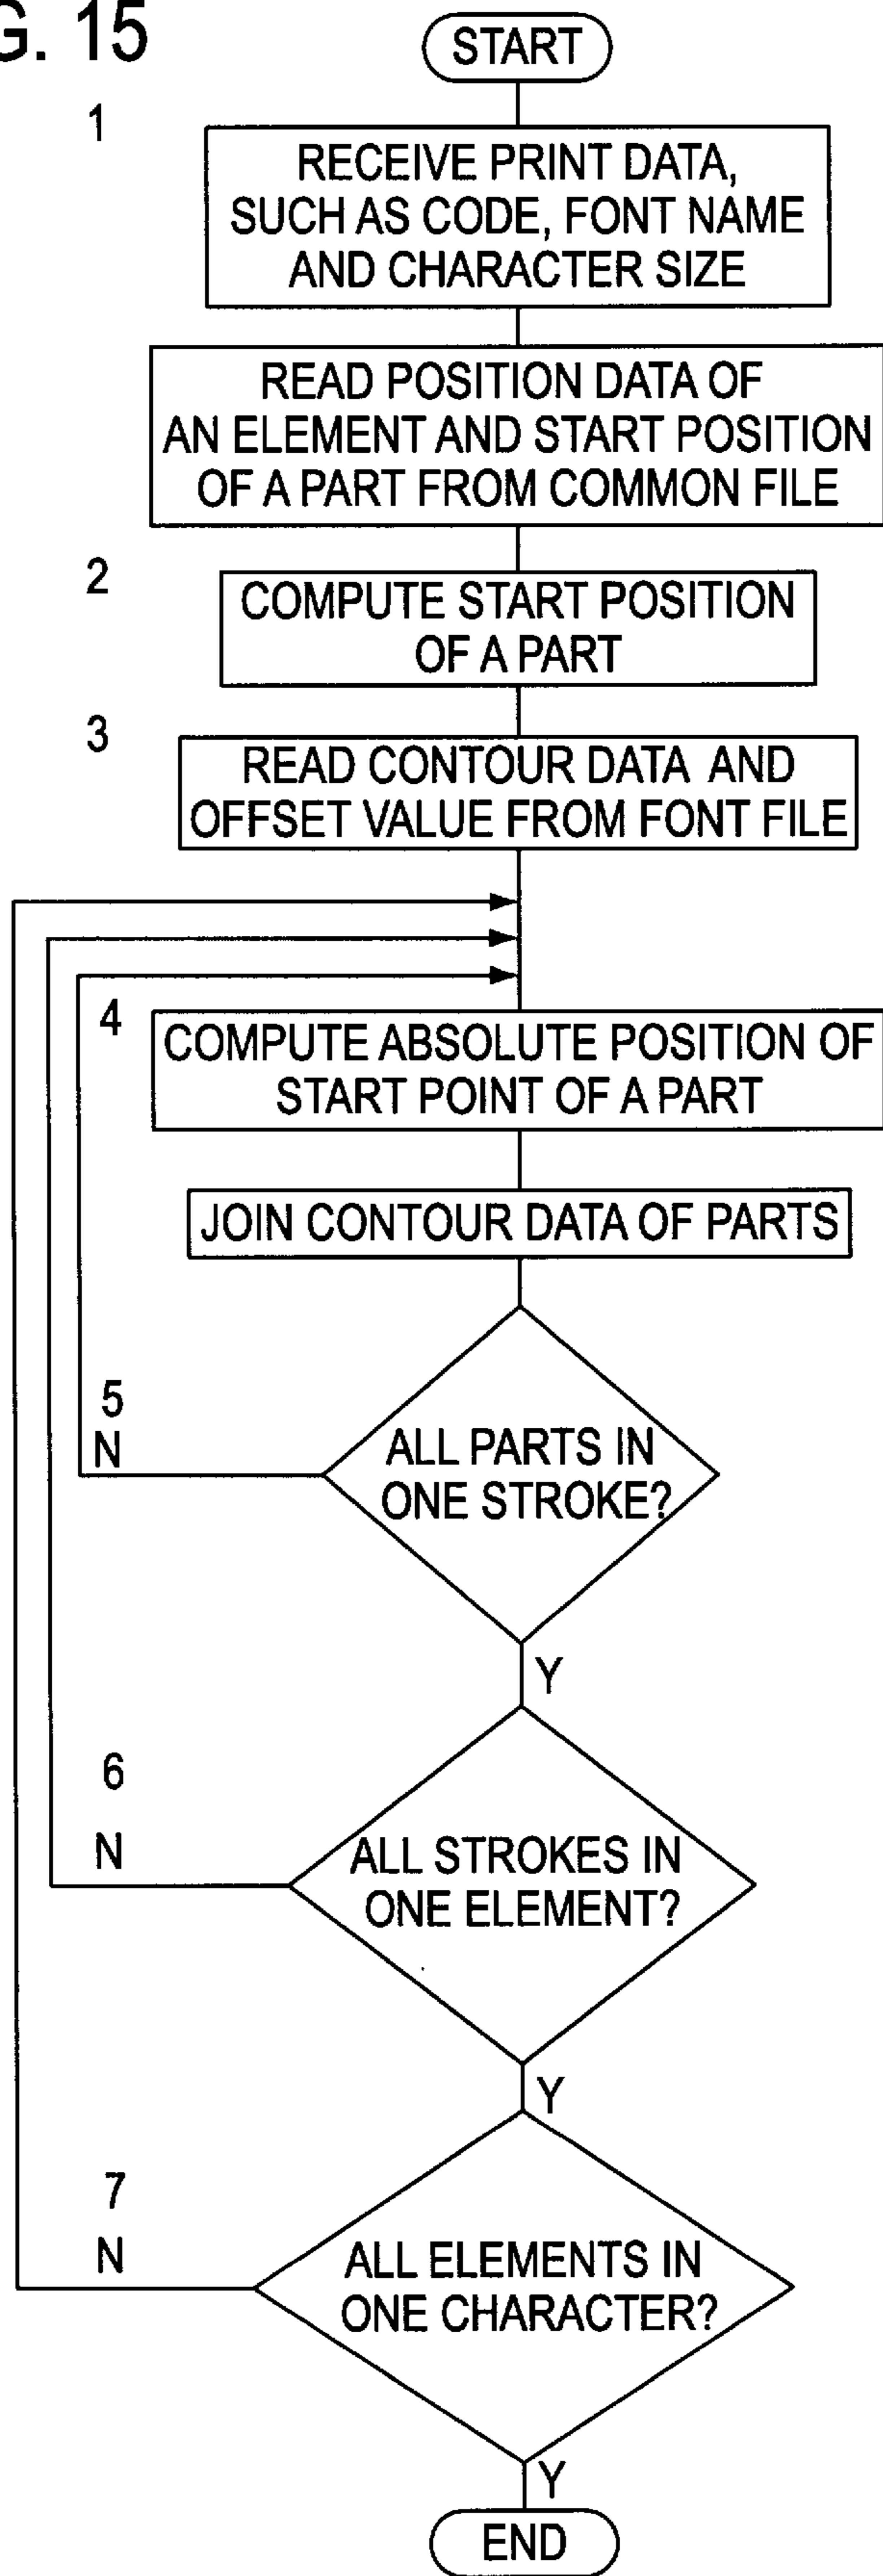 G. 15
START
1
RECEIVE PRINT DATA,
SUCH AS CODE, FONT NAME
AND CHARACTER SIZE
READ POSITION DATA OF
AN ELEMENT AND START POSITION
OF A PART FROM COMMON FILE
2
COMPUTE START POSITION
OF A PART
3
READ CONTOUR DATA AND
OFFSET VALUE FROM FONT FILE
4
COMPUTE ABSOLUTE POSITION OF
START POINT OF A PART
JOIN CONTOUR DATA OF PARTS
5
N
ALL PARTS IN
ONE STROKE?
Y
6
N
ALL STROKES IN
ONE ELEMENT?
Y
7
N
ALL ELEMENTS IN
ONE CHARACTER?
Y
END